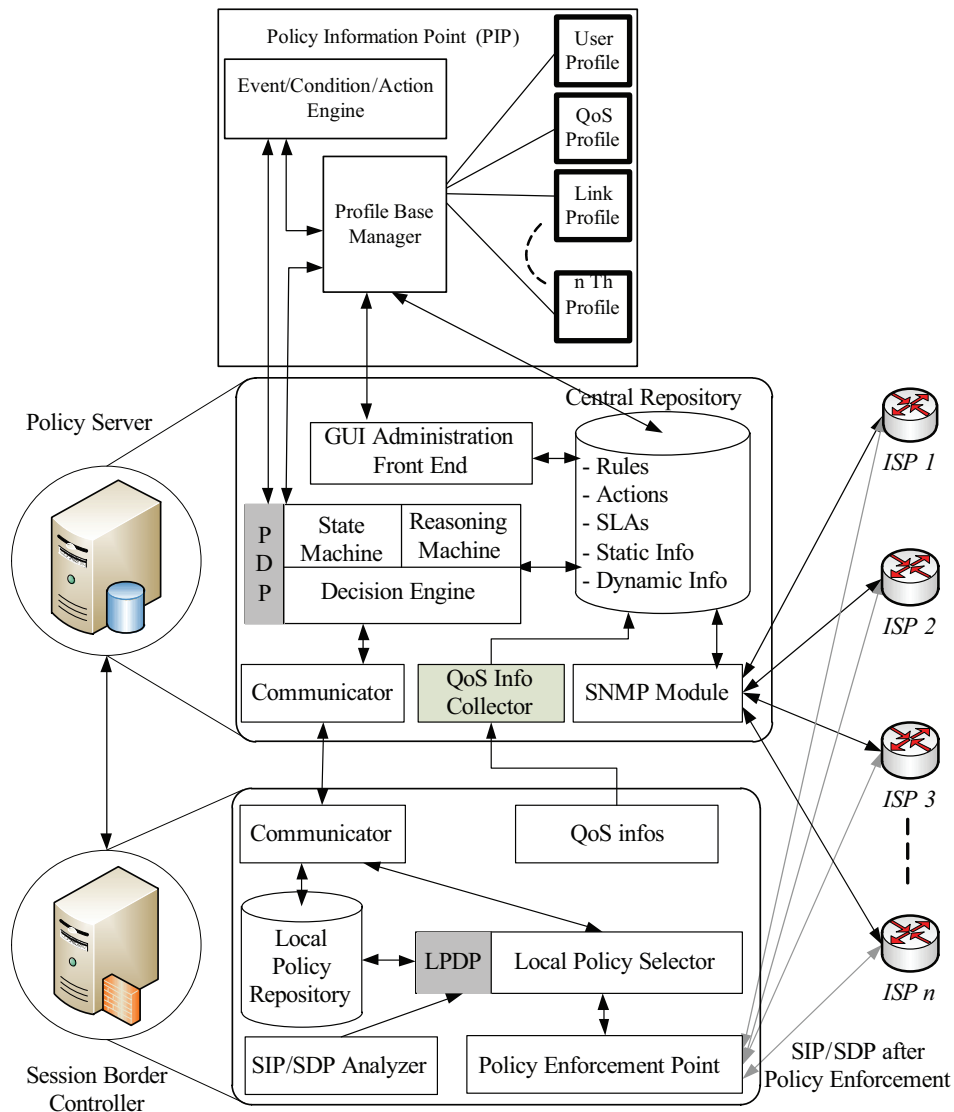 Policy Information Point (PIP)
User
Profile
Event/Condition/Action
Engine
QoS
Profile
Profile Base
Manager
Link
Profile
n Th
Profile
Policy Server
Central Repository
GUI Administration
Front End
- Rules
- Actions
- SLAs
- Static Info
- Dynamic Info
P
D
P
State
Machine
Reasoning
Machine
Decision Engine
Communicator
QoS Info
Collector
SNMP Module
ISP 1
ISP 2
ISP 3
ISP n
Communicator
QoS infos
Local
Policy
Repository
LPDP
Local Policy Selector
SIP/SDP Analyzer
Policy Enforcement Point
Session Border
Controller
SIP/SDP after
Policy Enforcement